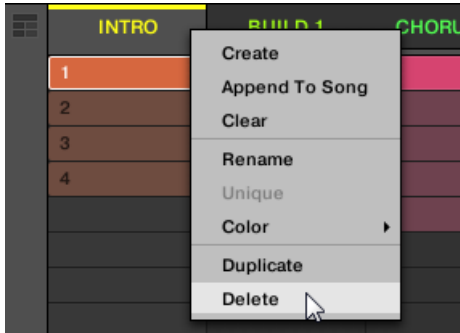 INTRO
BUILD 1
CHORU
1
2
3
4
Create
Append To Song
Clear
Rename
Unique
Color
Duplicate
Delete